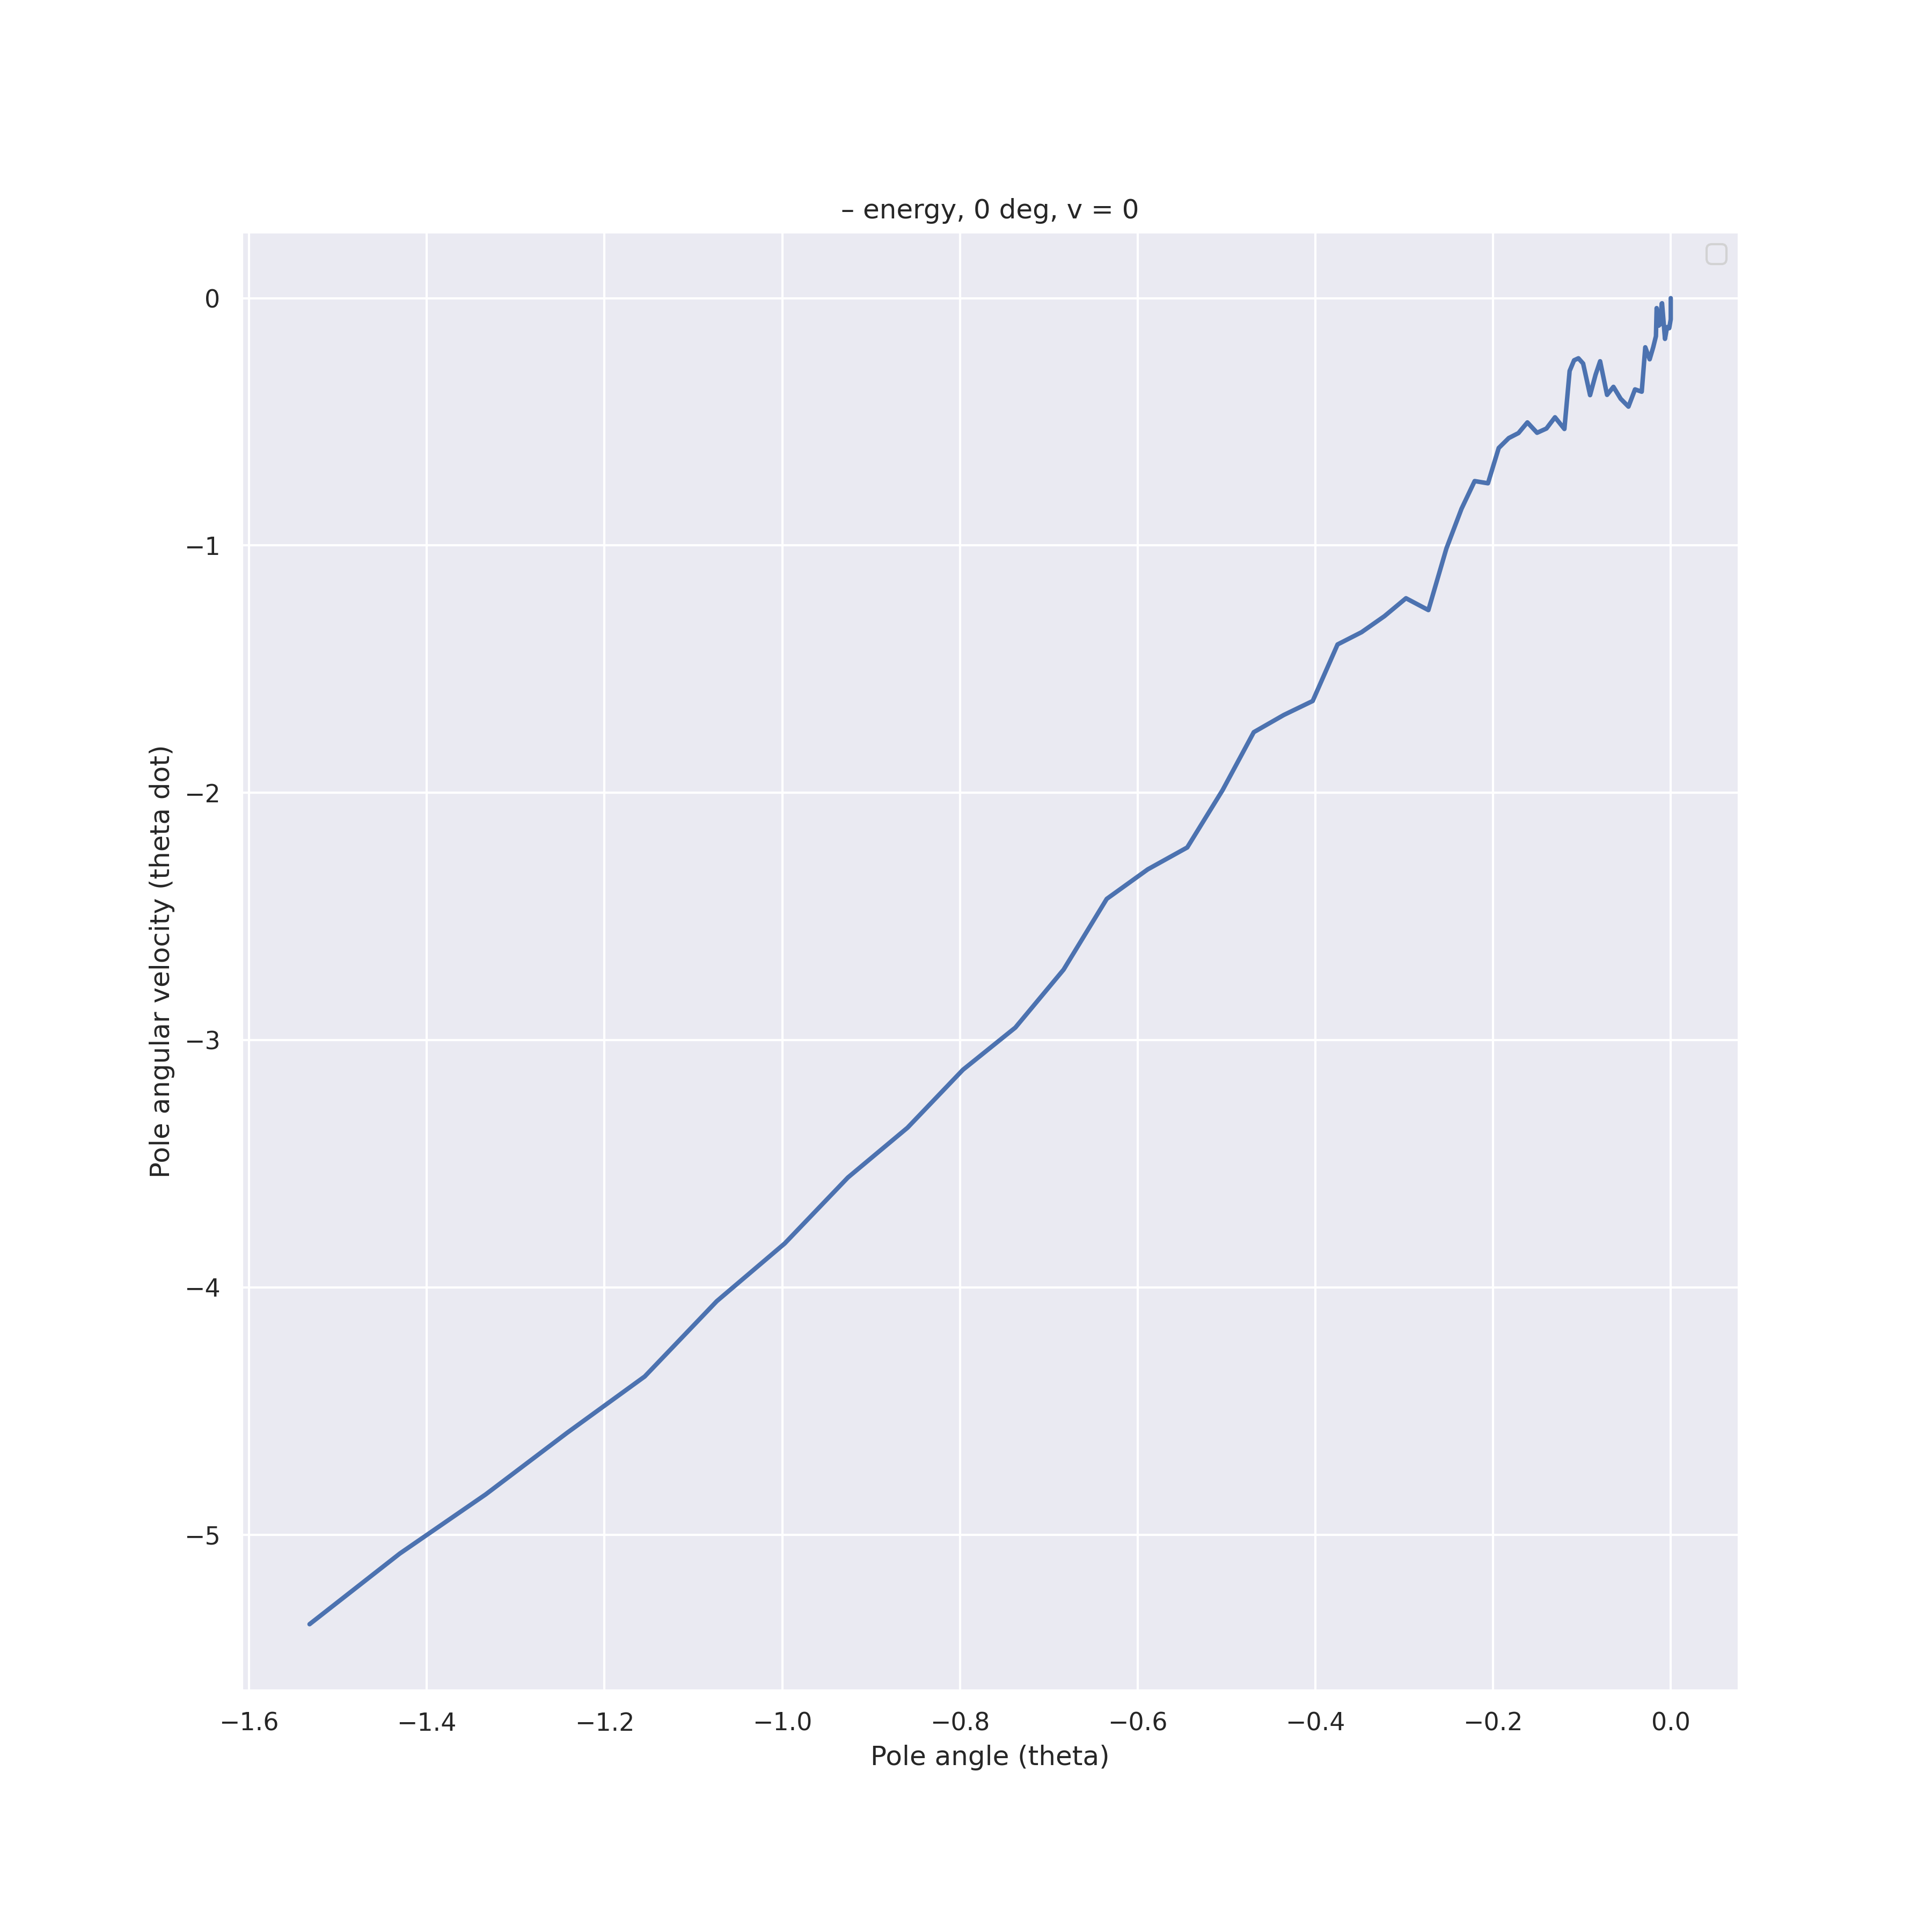 – energy, 0 deg, v = 0
0
−1
−2
−3
−4
−5
Pole angular velocity (theta dot)
−1.6 −1.4 −1.2 −1.0 −0.8 −0.6 −0.4 −0.2 0.0
Pole angle (theta)